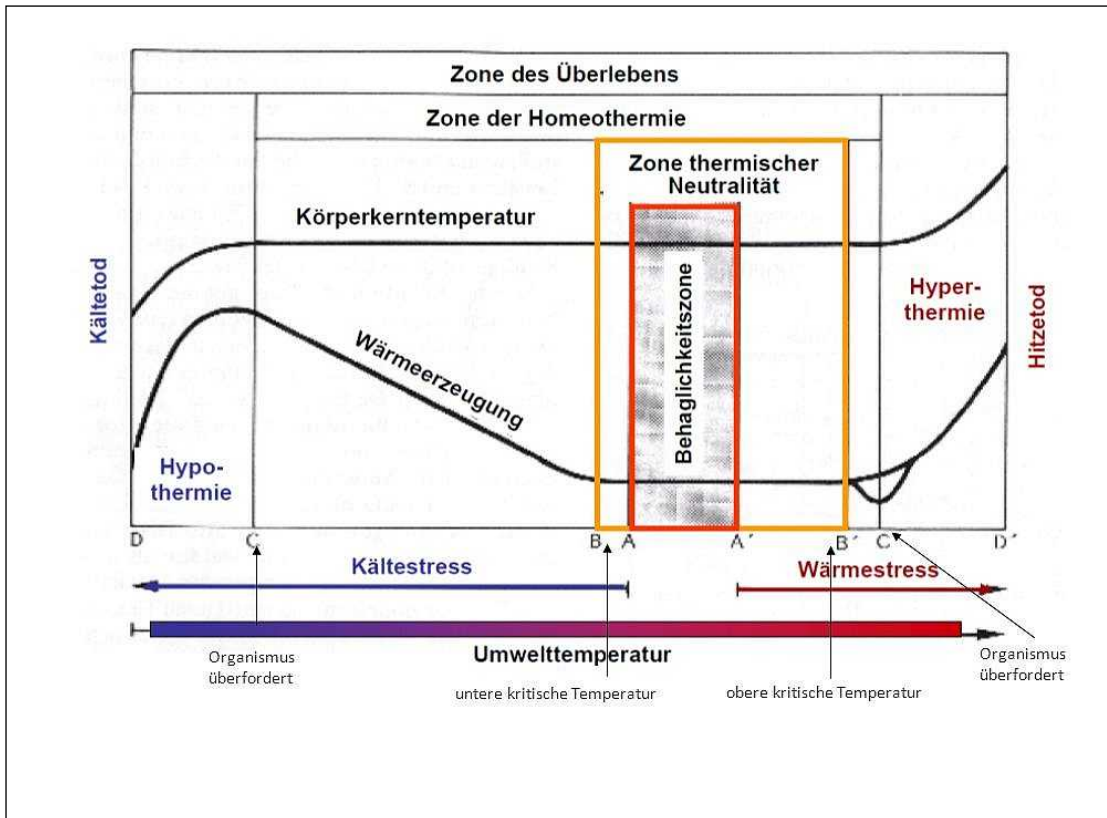 Zone des Überlebens
Zone der Homeothermie
Zone thermischer
Neutralität
Körperkerntemperatur
Behaglichkeitszone
Wärmeerzeugung
Kältetod
Hypo-
thermie
Hyper-
thermie
Hitzetod
D C B A A´ B´ C´ D´
Kältestress
Wärmestress
Umwelttemperatur
Organismus
überfordert
untere kritische Temperatur
obere kritische Temperatur
Organismus
überfordert